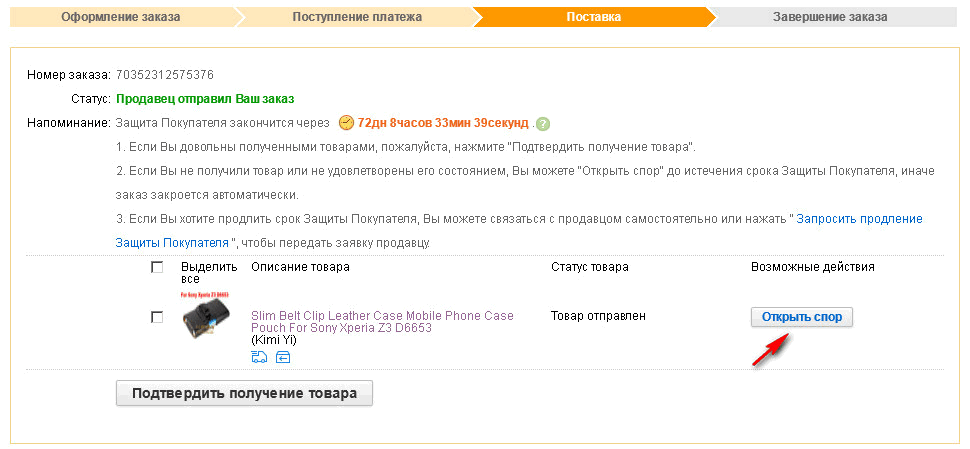 Оформление заказа Поступление платежа Поставка Завершение заказа
Номер заказа: 70352312575376
Статус: Продавец отправил Ваш заказ
Напоминание: Защита Покупателя закончится через 72дн 8часов 33мин 39секунд . ?
1. Если Вы довольны полученными товарами, пожалуйста, нажмите "Подтвердить получение товара".
2. Если Вы не получили товар или не удовлетворены его состоянием, Вы можете "Открыть спор" до истечения срока Защиты Покупателя, иначе
заказ закроется автоматически.
3. Если Вы хотите продлить срок Защиты Покупателя, Вы можете связаться с продавцом самостоятельно или нажать " Запросить продление
Защиты Покупателя ", чтобы передать заявку продавцу.
Выделить все Описание товара Статус товара Возможные действия
For Sony Xperia Z3 D6653
Slim Belt Clip Leather Case Mobile Phone Case Товар отправлен Открыть спор
Pouch For Sony Xperia Z3 D6653
(Kimi Yi)
Подтвердить получение товара